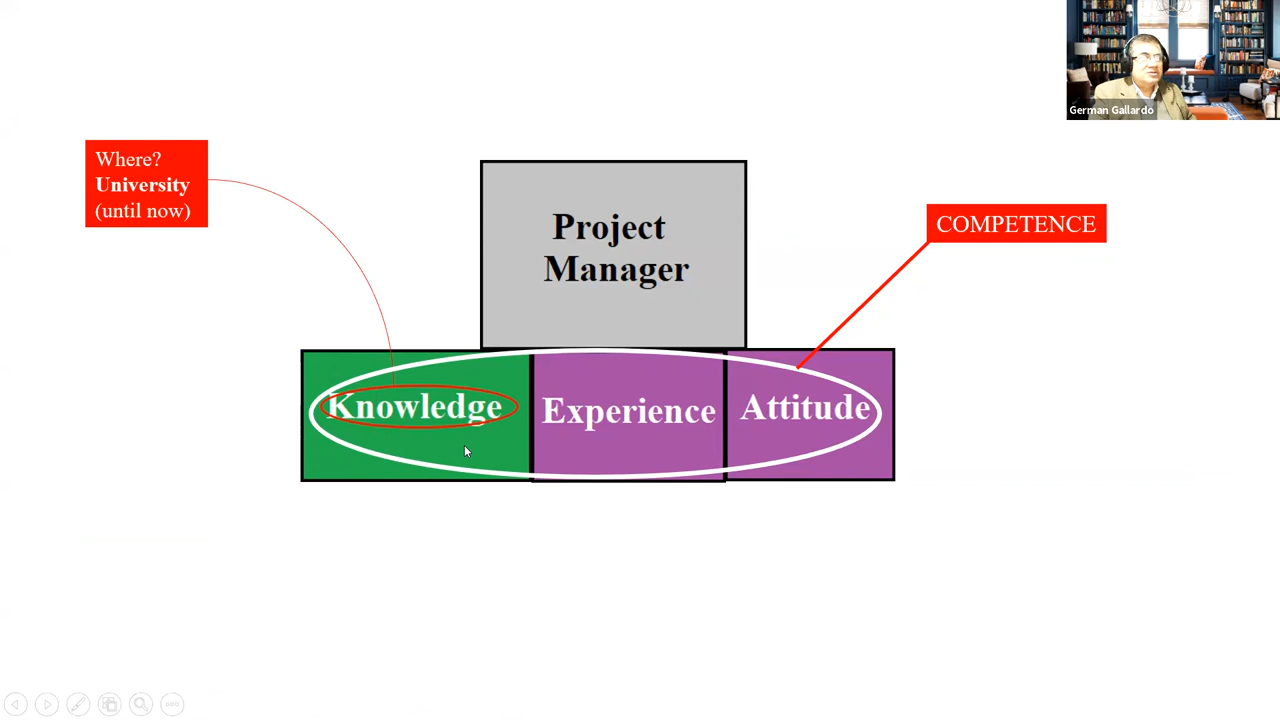 German Gallardo
Where?
University
(until now)
Project
Manager
COMPETENCE
Knowledge
Experience
Attitude